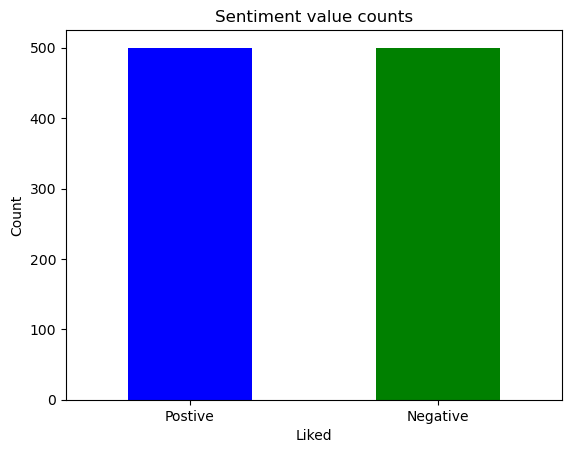 Sentiment value counts
500
400
300
200
100
0
Count
Postive
Negative
Liked